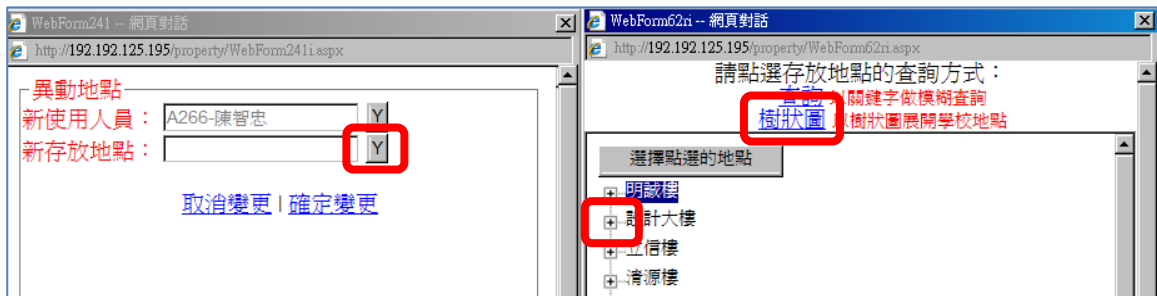 WebForm241 -- 網頁對話
http://192.192.125.195/property/WebForm241i.aspx
異動地點
新使用人員： A266-陳智忠 Y
新存放地點： Y
取消變更 | 確定變更
WebForm62ri -- 網頁對話
http://192.192.125.195/property/WebForm62ri.aspx
請點選存放地點的查詢方式：
查詢 以關鍵字做模糊查詢
樹狀圖 以樹狀圖展開學校地點
選擇點選的地點
明誠樓
設計大樓
立信樓
清源樓